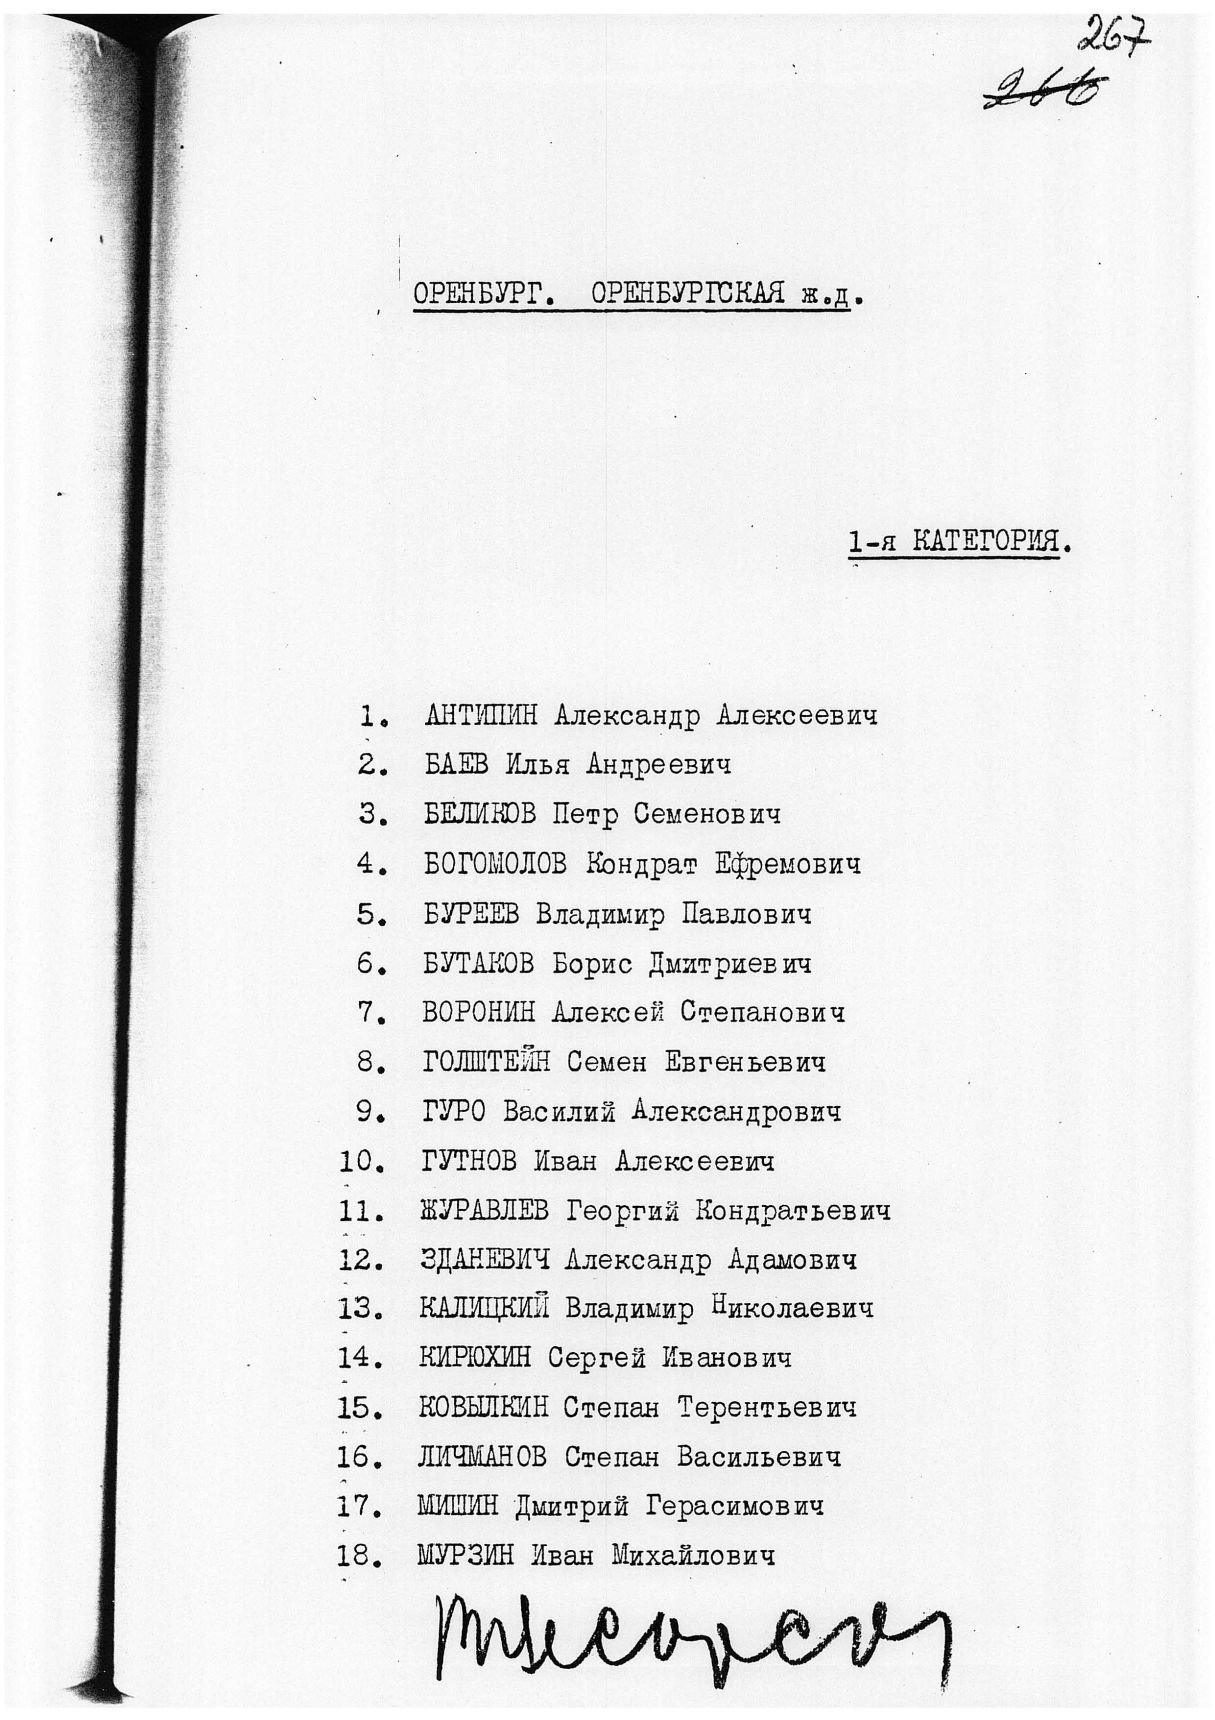 267
266
ОРЕНБУРГ. ОРЕНБУРГСКАЯ ж.д.
1-я КАТЕГОРИЯ.
1. АНТИПИН Александр Алексеевич
2. БАЕВ Илья Андреевич
3. БЕЛИКОВ Петр Семенович
4. БОГОМОЛОВ Кондрат Ефремович
5. БУРЕЕВ Владимир Павлович
6. БУТАКОВ Борис Дмитриевич
7. ВОРОНИН Алексей Степанович
8. ГОЛШТЕЙН Семен Евгеньевич
9. ГУРО Василий Александрович
10. ГУТНОВ Иван Алексеевич
11. ЖУРАВЛЕВ Георгий Кондратьевич
12. ЗДАНЕВИЧ Александр Адамович
13. КАЛИЦКИЙ Владимир Николаевич
14. КИРЮХИН Сергей Иванович
15. КОВЫЛКИН Степан Терентьевич
16. ЛИЧМАНОВ Степан Васильевич
17. МИШИН Дмитрий Герасимович
18. МУРЗИН Иван Михайлович